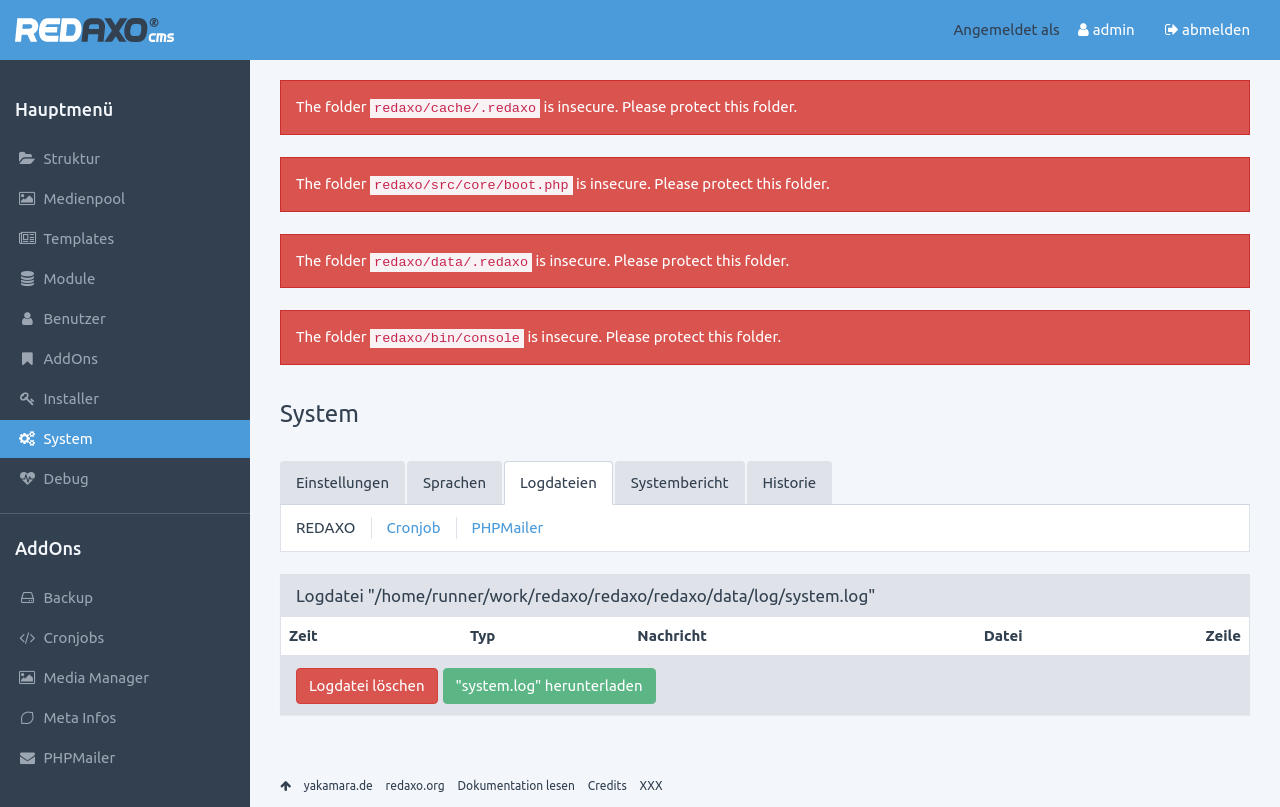 REDAXO® cms
Angemeldet als admin abmelden
Hauptmenü
Struktur
Medienpool
Templates
Module
Benutzer
AddOns
Installer
System
Debug
AddOns
Backup
Cronjobs
Media Manager
Meta Infos
PHPMailer
The folder redaxo/cache/.redaxo is insecure. Please protect this folder.
The folder redaxo/src/core/boot.php is insecure. Please protect this folder.
The folder redaxo/data/.redaxo is insecure. Please protect this folder.
The folder redaxo/bin/console is insecure. Please protect this folder.
System
Einstellungen Sprachen Logdateien Systembericht Historie
REDAXO Cronjob PHPMailer
Logdatei "/home/runner/work/redaxo/redaxo/redaxo/data/log/system.log"
Zeit Typ Nachricht Datei Zeile
Logdatei löschen "system.log" herunterladen
yakamara.de redaxo.org Dokumentation lesen Credits XXX